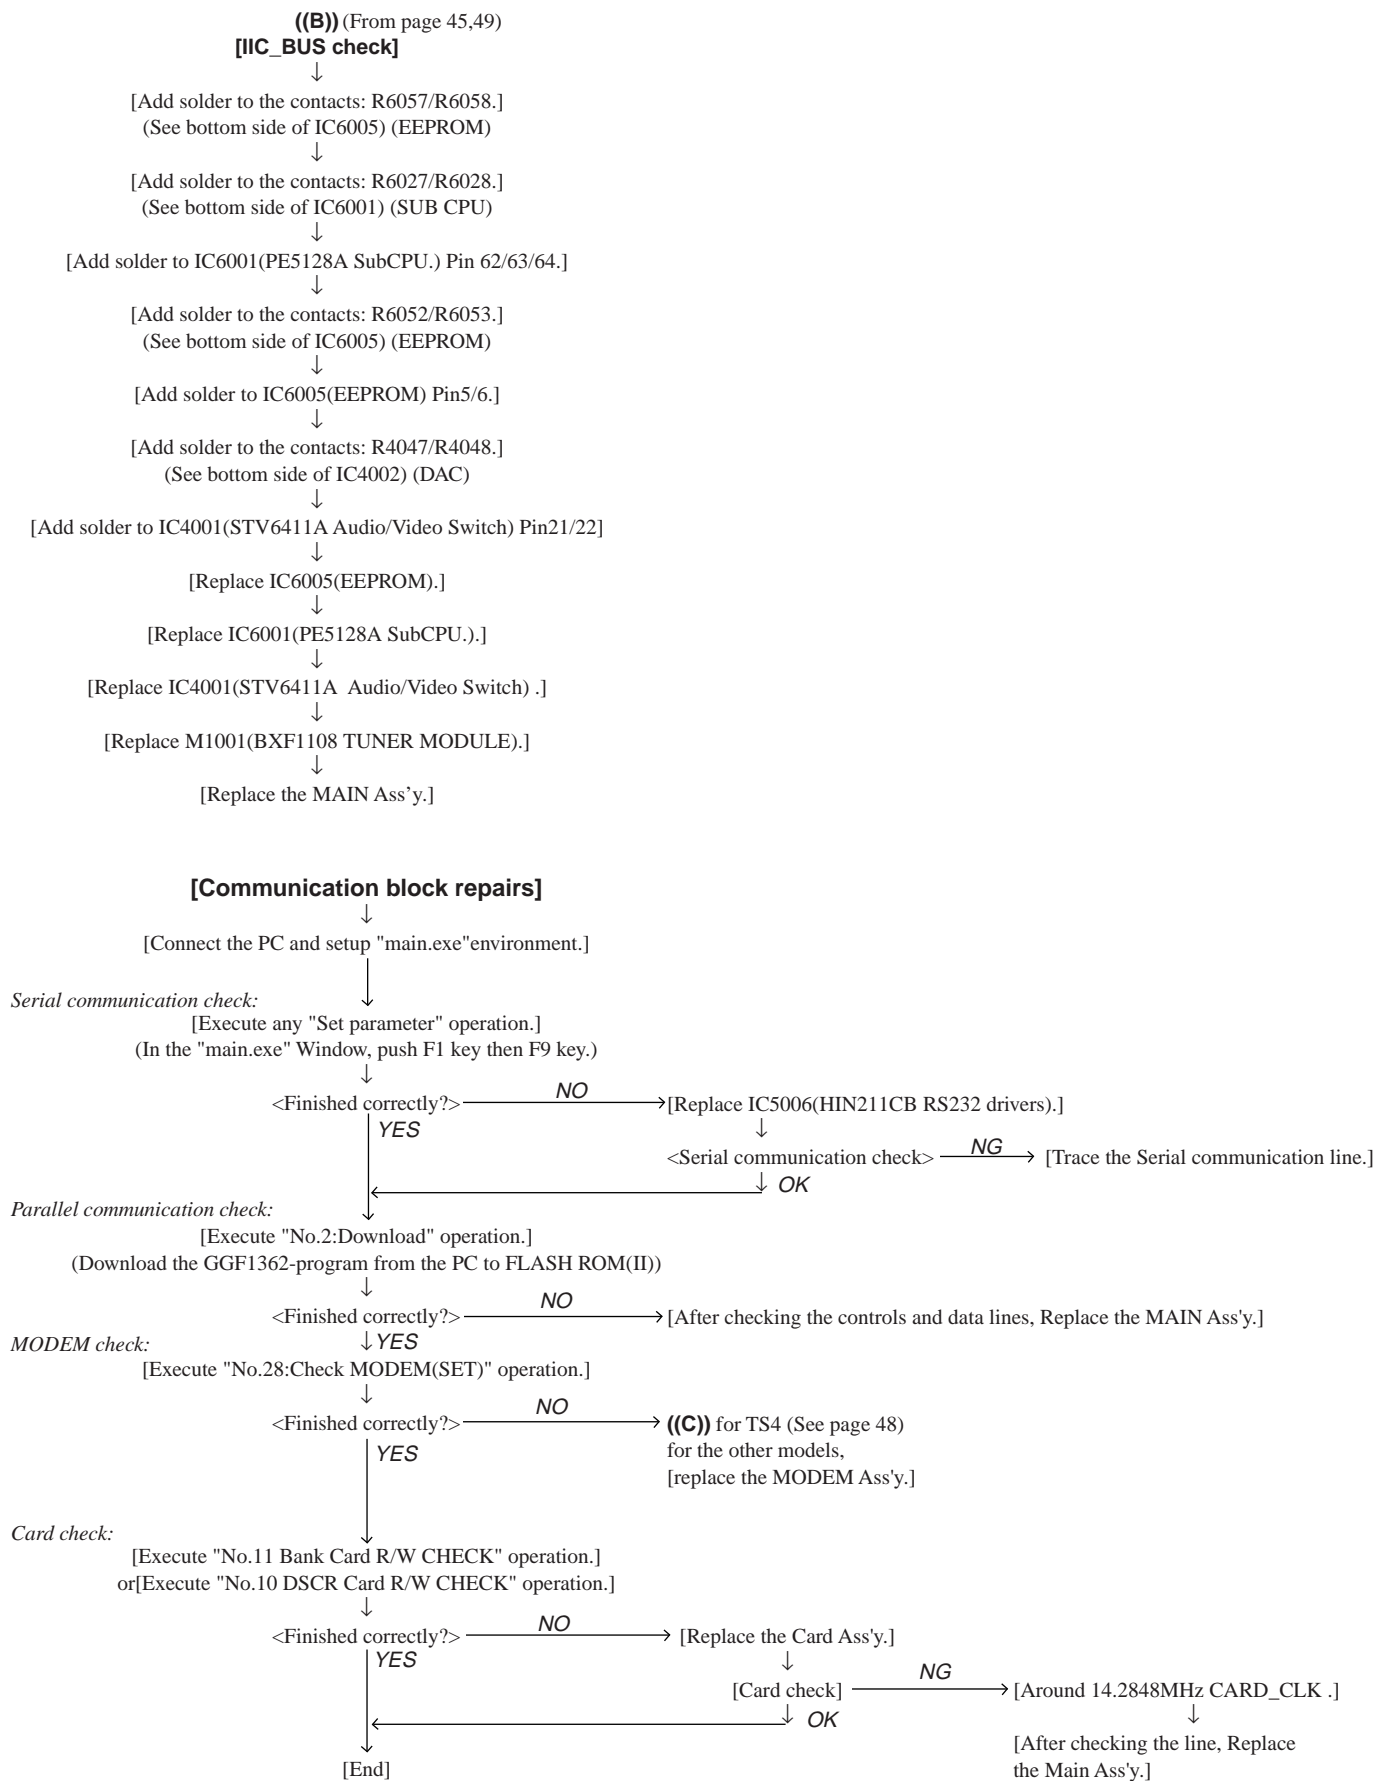 ((B)) (From page 45,49)
[IIC_BUS check]
↓
[Add solder to the contacts: R6057/R6058.]
(See bottom side of IC6005) (EEPROM)
↓
[Add solder to the contacts: R6027/R6028.]
(See bottom side of IC6001) (SUB CPU)
↓
[Add solder to IC6001(PE5128A SubCPU.) Pin 62/63/64.]
↓
[Add solder to the contacts: R6052/R6053.]
(See bottom side of IC6005) (EEPROM)
↓
[Add solder to IC6005(EEPROM) Pin5/6.]
↓
[Add solder to the contacts: R4047/R4048.]
(See bottom side of IC4002) (DAC)
↓
[Add solder to IC4001(STV6411A Audio/Video Switch) Pin21/22]
↓
[Replace IC6005(EEPROM).]
↓
[Replace IC6001(PE5128A SubCPU.).]
↓
[Replace IC4001(STV6411A Audio/Video Switch) .]
↓
[Replace M1001(BXF1108 TUNER MODULE).]
↓
[Replace the MAIN Ass’y.]
[Communication block repairs]
↓
[Connect the PC and setup "main.exe"environment.]
Serial communication check:
[Execute any "Set parameter" operation.]
(In the "main.exe" Window, push F1 key then F9 key.)
↓
<Finished correctly?> NO [Replace IC5006(HIN211CB RS232 drivers).]
YES ↓
<Serial communication check> NG [Trace the Serial communication line.]
↓ OK
Parallel communication check:
[Execute "No.2:Download" operation.]
(Download the GGF1362-program from the PC to FLASH ROM(II))
↓
<Finished correctly?> NO [After checking the controls and data lines, Replace the MAIN Ass'y.]
↓ YES
MODEM check:
[Execute "No.28:Check MODEM(SET)" operation.]
↓
<Finished correctly?> NO ((C)) for TS4 (See page 48)
YES for the other models,
[replace the MODEM Ass'y.]
Card check:
[Execute "No.11 Bank Card R/W CHECK" operation.]
or[Execute "No.10 DSCR Card R/W CHECK" operation.]
↓
<Finished correctly?> NO [Replace the Card Ass'y.]
YES ↓
[Card check] NG [Around 14.2848MHz CARD_CLK .]
↓ OK ↓
[After checking the line, Replace
the Main Ass'y.]
[End]